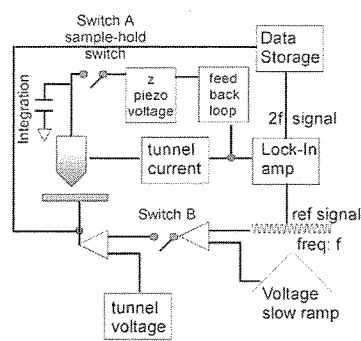 Switch A
sample-hold
switch
Data
Storage
Integration
z
piezo
voltage
feed
back
loop
2f signal
tunnel
current
Lock-In
amp
Switch B
ref signal
freq: f
tunnel
voltage
Voltage
slow ramp